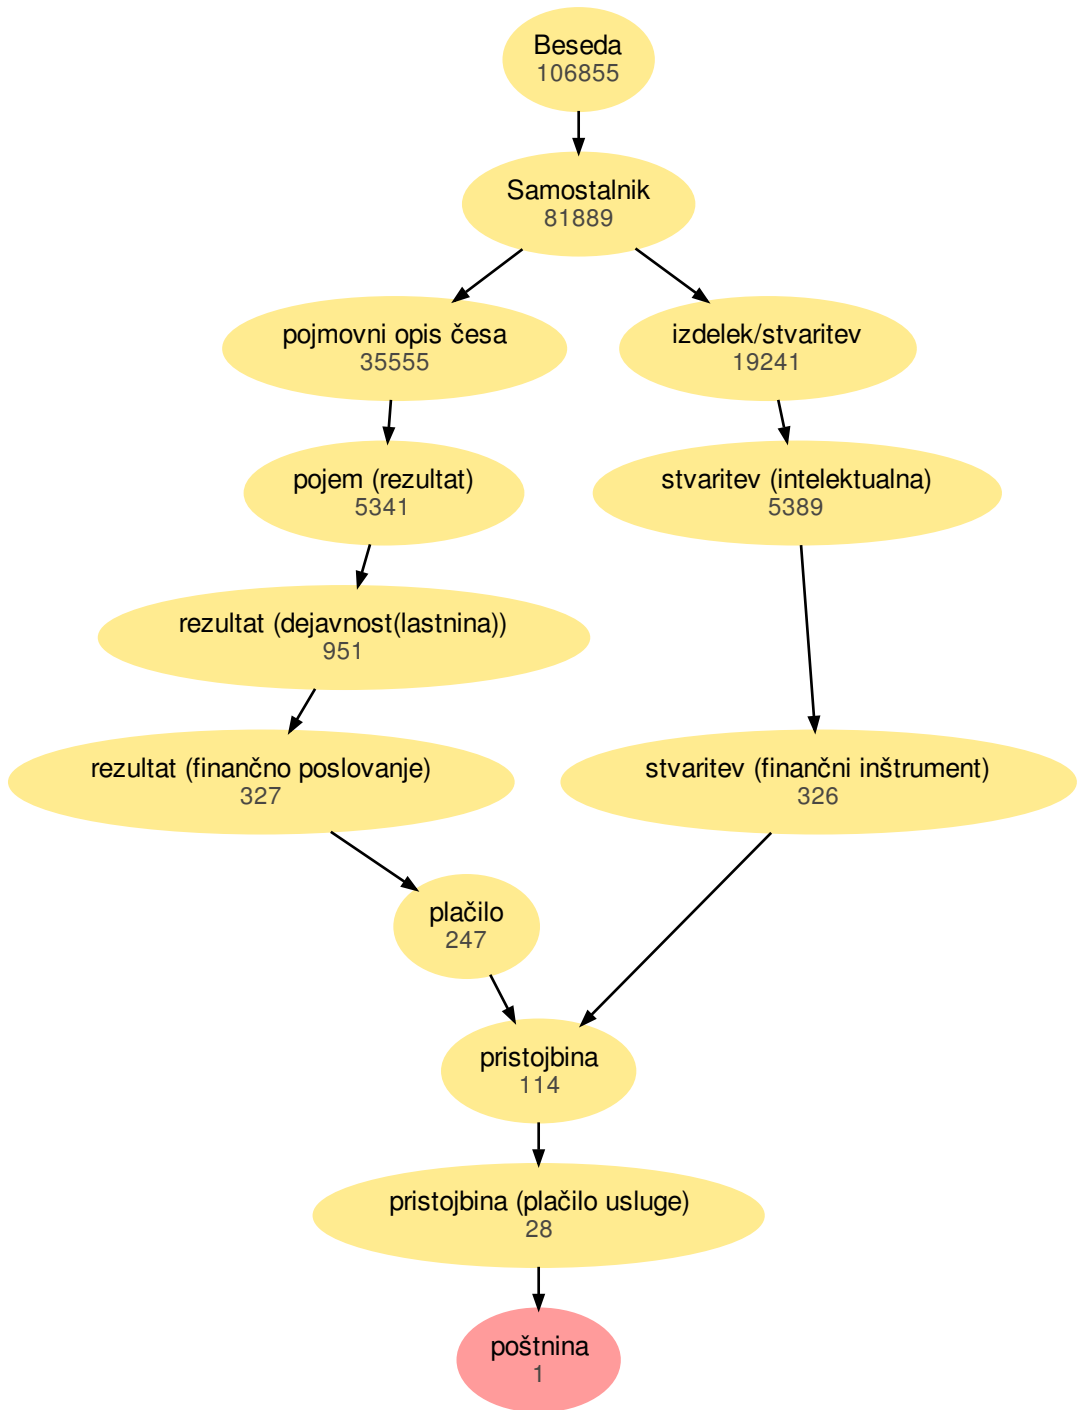 Beseda
106855
Samostalnik
81889
pojmovni opis česa
35555
izdelek/stvaritev
19241
pojem (rezultat)
5341
stvaritev (intelektualna)
5389
rezultat (dejavnost(lastnina))
951
rezultat (finančno poslovanje)
327
stvaritev (finančni inštrument)
326
plačilo
247
pristojbina
114
pristojbina (plačilo usluge)
28
poštnina
1